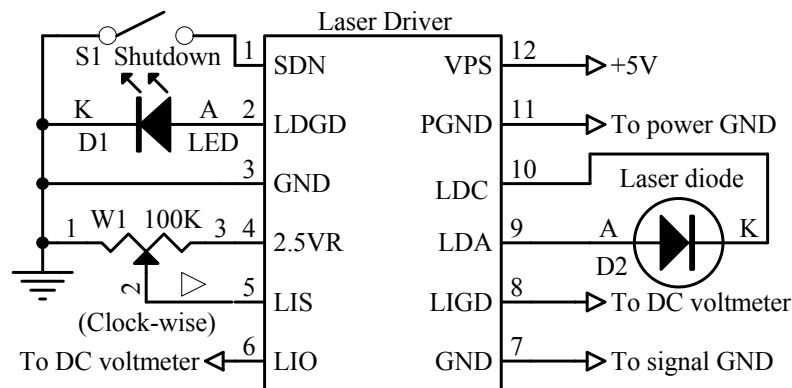 Laser Driver
S1 Shutdown
1 SDN
VPS 12 +5V
K A 2 LDGD
D1 LED
PGND 11 To power GND
3 GND
LDC 10
Laser diode
1 W1 100K 3 4 2.5VR
LDA 9 A K
D2
2 5 LIS
(Clock-wise)
LIGD 8 To DC voltmeter
To DC voltmeter 6 LIO
GND 7 To signal GND